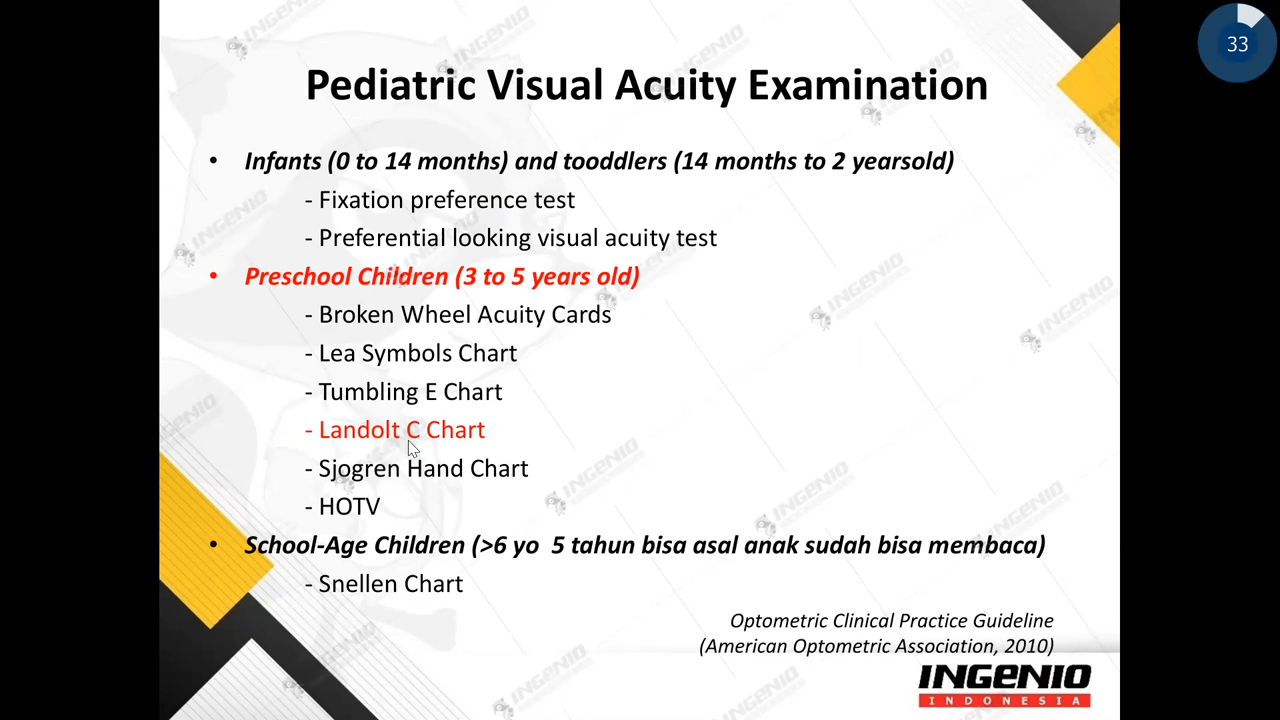 33
Pediatric Visual Acuity Examination
• Infants (0 to 14 months) and tooddlers (14 months to 2 yearsold)
- Fixation preference test
- Preferential looking visual acuity test
• Preschool Children (3 to 5 years old)
- Broken Wheel Acuity Cards
- Lea Symbols Chart
- Tumbling E Chart
- Landolt C Chart
- Sjogren Hand Chart
- HOTV
• School-Age Children (>6 yo 5 tahun bisa asal anak sudah bisa membaca)
- Snellen Chart
Optometric Clinical Practice Guideline
(American Optometric Association, 2010)
INGENIO
INDONESIA